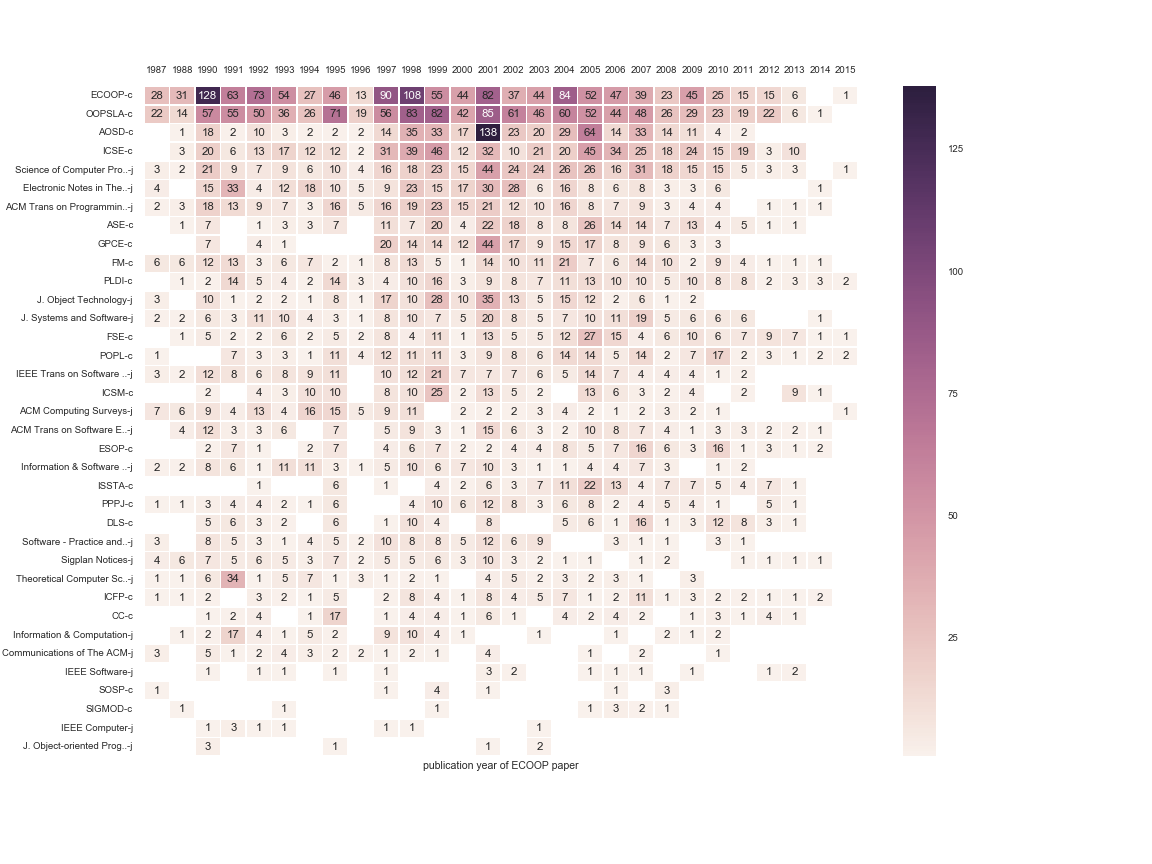 1987 1988 1990 1991 1992 1993 1994 1995 1996 1997 1998 1999 2000 2001 2002 2003 2004 2005 2006 2007 2008 2009 2010 2011 2012 2013 2014 2015
ECOOP-c 28 31 128 63 73 54 27 46 13 90 108 55 44 82 37 44 84 52 47 39 23 45 25 15 15 6 1
OOPSLA-c 22 14 57 55 50 36 26 71 19 56 83 82 42 85 61 46 60 52 44 48 26 29 23 19 22 6 1
AOSD-c 1 18 2 10 3 2 2 2 14 35 33 17 138 23 20 29 64 14 33 14 11 4 2
ICSE-c 3 20 6 13 17 12 12 2 31 39 46 12 32 10 21 20 45 34 25 18 24 15 19 3 10
Science of Computer Pro..-j 3 2 21 9 7 9 6 10 4 16 18 23 15 44 24 24 26 26 16 31 18 15 15 5 3 3 1
Electronic Notes in The..-j 4 15 33 4 12 18 10 5 9 23 15 17 30 28 6 16 8 6 8 3 3 6 1
ACM Trans on Programmin..-j 2 3 18 13 9 7 3 16 5 16 19 23 15 21 12 10 16 8 7 9 3 4 4 1 1 1
ASE-c 1 7 1 3 3 7 11 7 20 4 22 18 8 8 26 14 14 7 13 4 5 1 1
GPCE-c 7 4 1 20 14 14 12 44 17 9 15 17 8 9 6 3 3
FM-c 6 6 12 13 3 6 7 2 1 8 13 5 1 14 10 11 21 7 6 14 10 2 9 4 1 1 1
PLDI-c 1 2 14 5 4 2 14 3 4 10 16 3 9 8 7 11 13 10 10 5 10 8 8 2 3 3 2
J. Object Technology-j 3 10 1 2 2 1 8 1 17 10 28 10 35 13 5 15 12 2 6 1 2
J. Systems and Software-j 2 2 6 3 11 10 4 3 1 8 10 7 5 20 8 5 7 10 11 19 5 6 6 6 1
FSE-c 1 5 2 2 6 2 5 2 8 4 11 1 13 5 5 12 27 15 4 6 10 6 7 9 7 1 1
POPL-c 1 7 3 3 1 11 4 12 11 11 3 9 8 6 14 14 5 14 2 7 17 2 3 1 2 2
IEEE Trans on Software ..-j 3 2 12 8 6 8 9 11 10 12 21 7 7 7 6 5 14 7 4 4 4 1 2
ICSM-c 2 4 3 10 10 8 10 25 2 13 5 2 13 6 3 2 4 2 9 1
ACM Computing Surveys-j 7 6 9 4 13 4 16 15 5 9 11 2 2 2 3 4 2 1 2 3 2 1 1
ACM Trans on Software E..-j 4 12 3 3 6 7 5 9 3 1 15 6 3 2 10 8 7 4 1 3 3 2 2 1
ESOP-c 2 7 1 2 7 4 6 7 2 2 4 4 8 5 7 16 6 3 16 1 3 1 2
Information & Software ..-j 2 2 8 6 1 11 11 3 1 5 10 6 7 10 3 1 1 4 4 7 3 1 2
ISSTA-c 1 6 1 4 2 6 3 7 11 22 13 4 7 7 5 4 7 1
PPPJ-c 1 1 3 4 4 2 1 6 4 10 6 12 8 3 6 8 2 4 5 4 1 5 1
DLS-c 5 6 3 2 6 1 10 4 8 5 6 1 16 1 3 12 8 3 1
Software - Practice and..-j 3 8 5 3 1 4 5 2 10 8 8 5 12 6 9 3 1 1 3 1
Sigplan Notices-j 4 6 7 5 6 5 3 7 2 5 5 6 3 10 3 2 1 1 1 2 1 1 1 1
Theoretical Computer Sc..-j 1 1 6 34 1 5 7 1 3 1 2 1 4 5 2 3 2 3 1 3
ICFP-c 1 1 2 3 2 1 5 2 8 4 1 8 4 5 7 1 2 11 1 3 2 2 1 1 2
CC-c 1 2 4 1 17 1 4 4 1 6 1 4 2 4 2 1 3 1 4 1
Information & Computation-j 1 2 17 4 1 5 2 9 10 4 1 1 1 2 1 2
Communications of The ACM-j 3 5 1 2 4 3 2 2 1 2 1 4 1 2 1
IEEE Software-j 1 1 1 1 1 3 2 1 1 1 1 1 2
SOSP-c 1 1 4 1 1 3
SIGMOD-c 1 1 1 1 3 2 1
IEEE Computer-j 1 3 1 1 1 1 1
J. Object-oriented Prog..-j 3 1 1 2
publication year of ECOOP paper
125
100
75
50
25